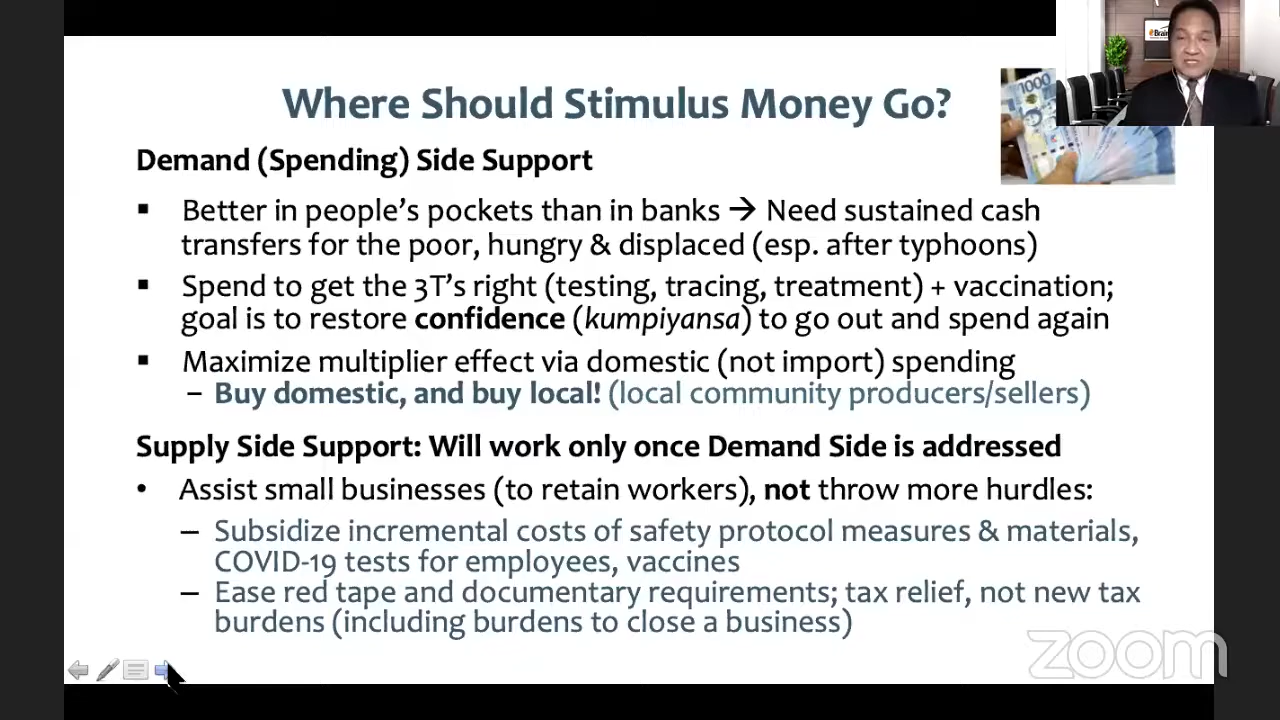 Where Should Stimulus Money Go?
1000
Brain
Demand (Spending) Side Support
▪ Better in people's pockets than in banks → Need sustained cash
transfers for the poor, hungry & displaced (esp. after typhoons)
▪ Spend to get the 3T's right (testing, tracing, treatment) + vaccination;
goal is to restore confidence (kumpiyansa) to go out and spend again
▪ Maximize multiplier effect via domestic (not import) spending
– Buy domestic, and buy local! (local community producers/sellers)
Supply Side Support: Will work only once Demand Side is addressed
• Assist small businesses (to retain workers), not throw more hurdles:
– Subsidize incremental costs of safety protocol measures & materials,
COVID-19 tests for employees, vaccines
– Ease red tape and documentary requirements; tax relief, not new tax
burdens (including burdens to close a business)
zoom